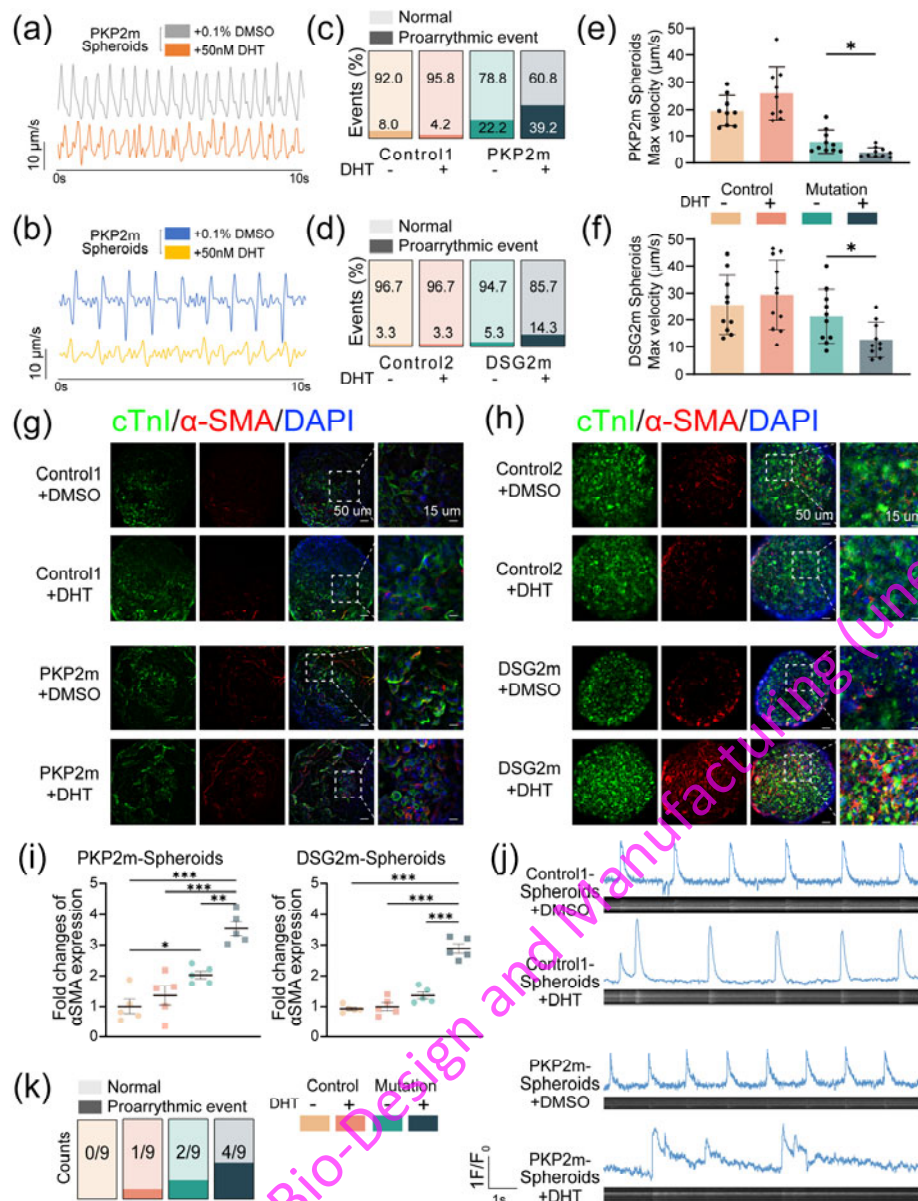 (a)
PKP2m
Spheroids
+0.1% DMSO
+50nM DHT
10 μm/s
0s
10s
(b)
PKP2m
Spheroids
+0.1% DMSO
+50nM DHT
10 μm/s
0s
10s
(c)
Normal
Proarrythmic event
Events (%)
92.0
95.8
78.8
60.8
8.0
4.2
22.2
39.2
Control1
PKP2m
DHT - + - +
(d)
Normal
Proarrythmic event
Events (%)
96.7
96.7
94.7
85.7
3.3
3.3
5.3
14.3
Control2
DSG2m
DHT - + - +
(e)
PKP2m Spheroids
Max velocity (μm/s)
50
40
30
20
10
0
*
Control
Mutation
DHT - + - +
(f)
DSG2m Spheroids
Max velocity (μm/s)
50
40
30
20
10
0
*
(g)
cTnI/α-SMA/DAPI
Control1
+DMSO
50 um
15 um
Control1
+DHT
PKP2m
+DMSO
PKP2m
+DHT
(h)
cTnI/α-SMA/DAPI
Control2
+DMSO
50 um
15 um
Control2
+DHT
DSG2m
+DMSO
DSG2m
+DHT
(i)
PKP2m-Spheroids
Fold changes of
αSMA expression
5
4
3
2
1
0
***
***
**
*
DSG2m-Spheroids
Fold changes of
αSMA expression
5
4
3
2
1
0
***
***
***
(j)
Control1-
Spheroids
+DMSO
Control1-
Spheroids
+DHT
PKP2m-
Spheroids
+DMSO
PKP2m-
Spheroids
+DHT
1F/F0
1s
(k)
Normal
Proarrythmic event
Counts
0/9
1/9
2/9
4/9
Control
Mutation
DHT - + - +
Bio-Design and Manufacturing (une